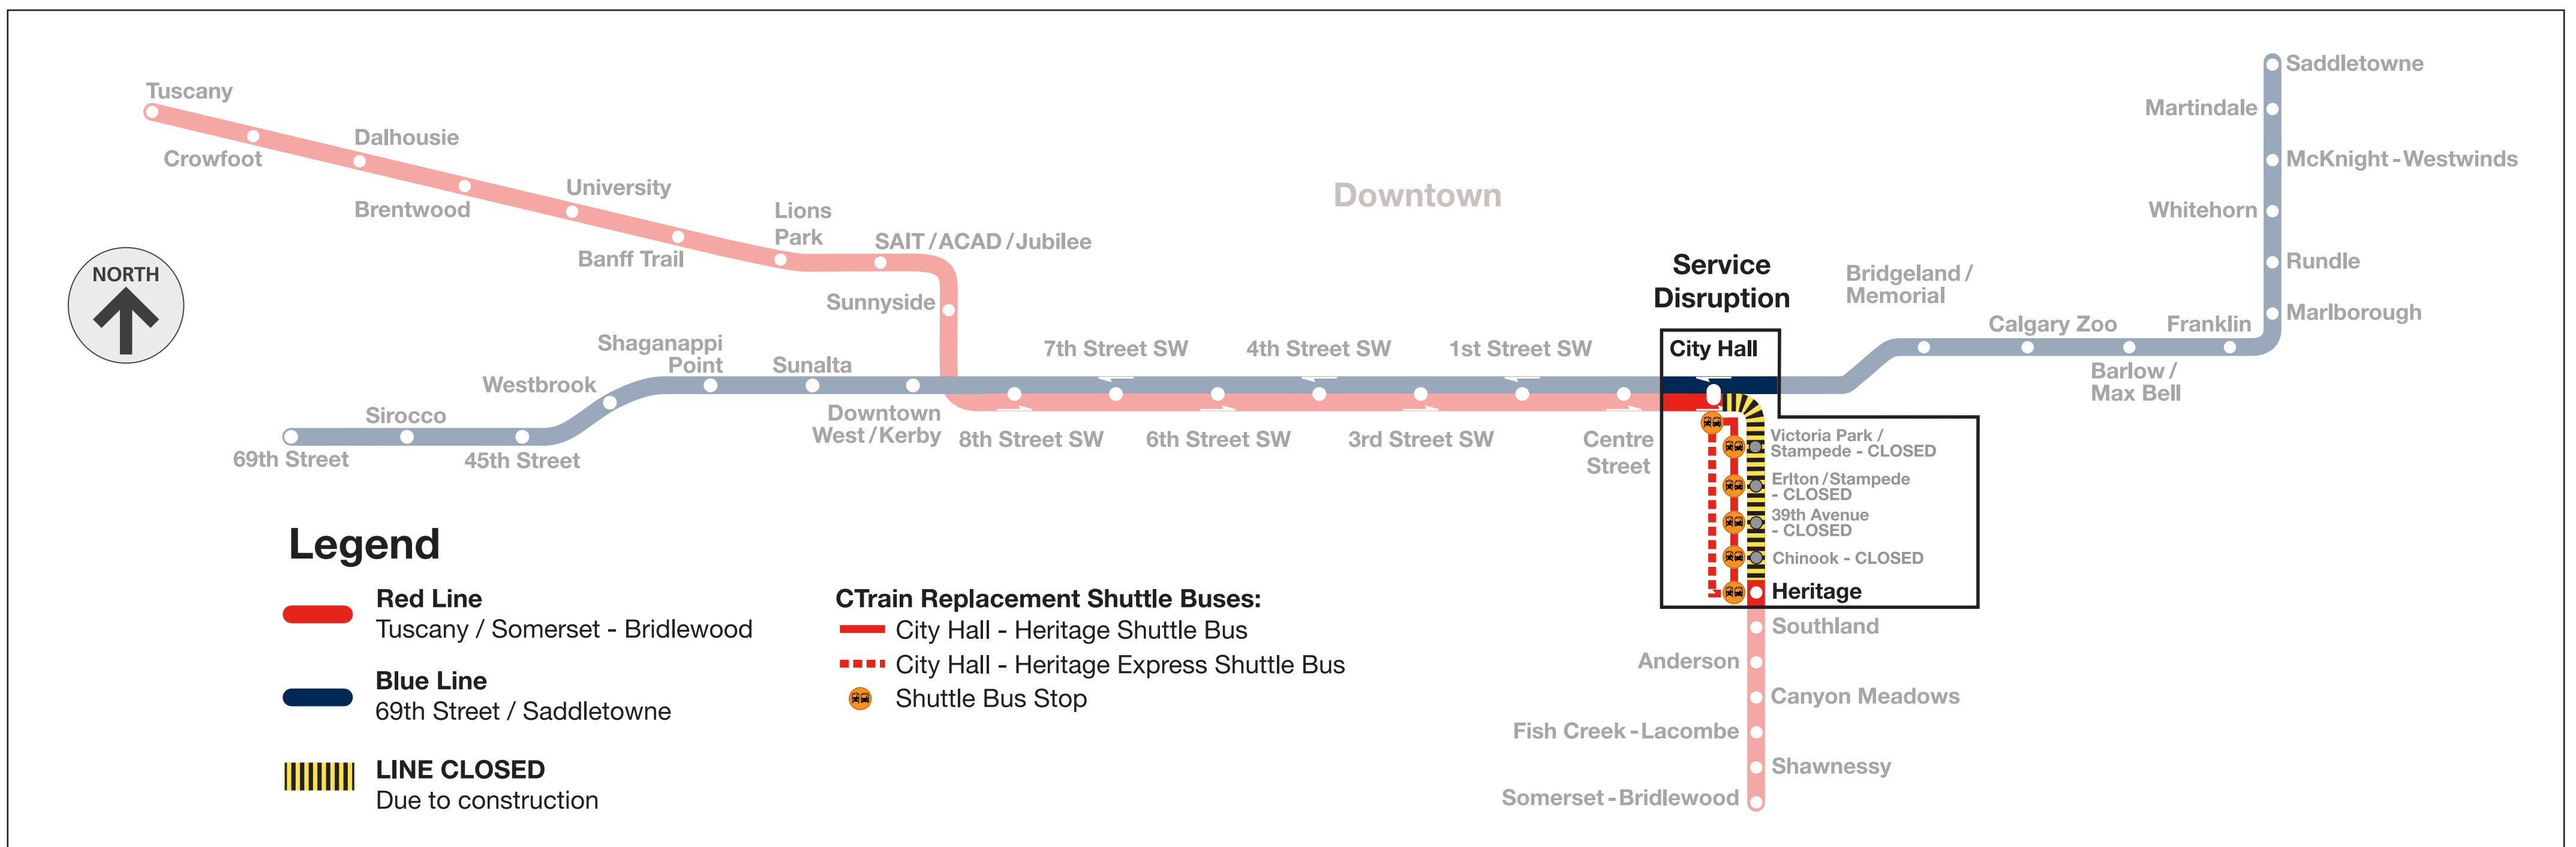 Tuscany
Crowfoot
Dalhousie
Brentwood
University
Banff Trail
Lions
Park
SAIT / ACAD / Jubilee
Sunnyside
NORTH
Downtown
69th Street
Sirocco
45th Street
Westbrook
Shaganappi
Point
Sunalta
Downtown
West / Kerby
8th Street SW
7th Street SW
6th Street SW
4th Street SW
3rd Street SW
1st Street SW
Centre
Street
Service
Disruption
City Hall
Bridgeland /
Memorial
Calgary Zoo
Barlow /
Max Bell
Franklin
Marlborough
Rundle
Whitehorn
McKnight - Westwinds
Martindale
Saddletowne
Victoria Park /
Stampede - CLOSED
Erlton / Stampede
- CLOSED
39th Avenue
- CLOSED
Chinook - CLOSED
Heritage
Southland
Anderson
Canyon Meadows
Fish Creek - Lacombe
Shawnessy
Somerset - Bridlewood
Legend
Red Line
Tuscany / Somerset - Bridlewood
Blue Line
69th Street / Saddletowne
LINE CLOSED
Due to construction
CTrain Replacement Shuttle Buses:
City Hall - Heritage Shuttle Bus
City Hall - Heritage Express Shuttle Bus
Shuttle Bus Stop